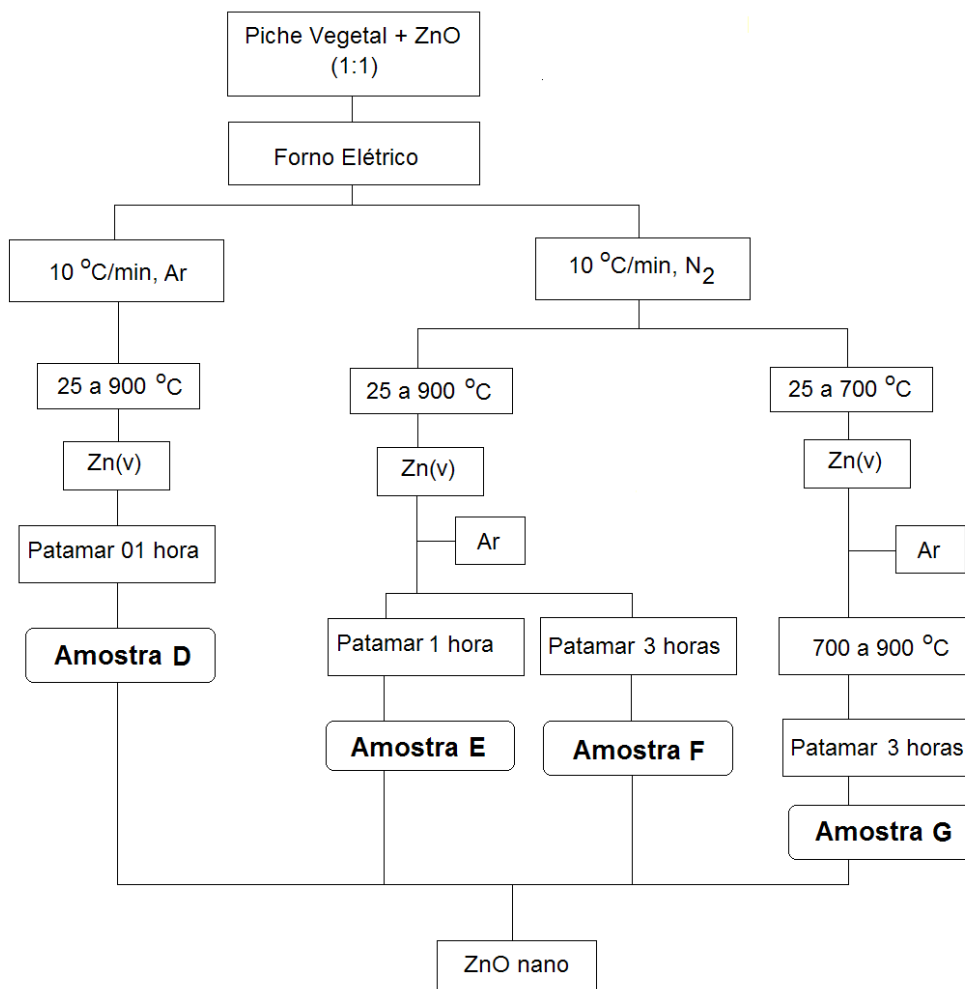 Piche Vegetal + ZnO
(1:1)
Forno Elétrico
10 °C/min, Ar
10 °C/min, N2
25 a 900 °C
25 a 900 °C
25 a 700 °C
Zn(v)
Zn(v)
Zn(v)
Patamar 01 hora
Ar
Ar
Amostra D
Patamar 1 hora
Patamar 3 horas
700 a 900 °C
Amostra E
Amostra F
Patamar 3 horas
Amostra G
ZnO nano